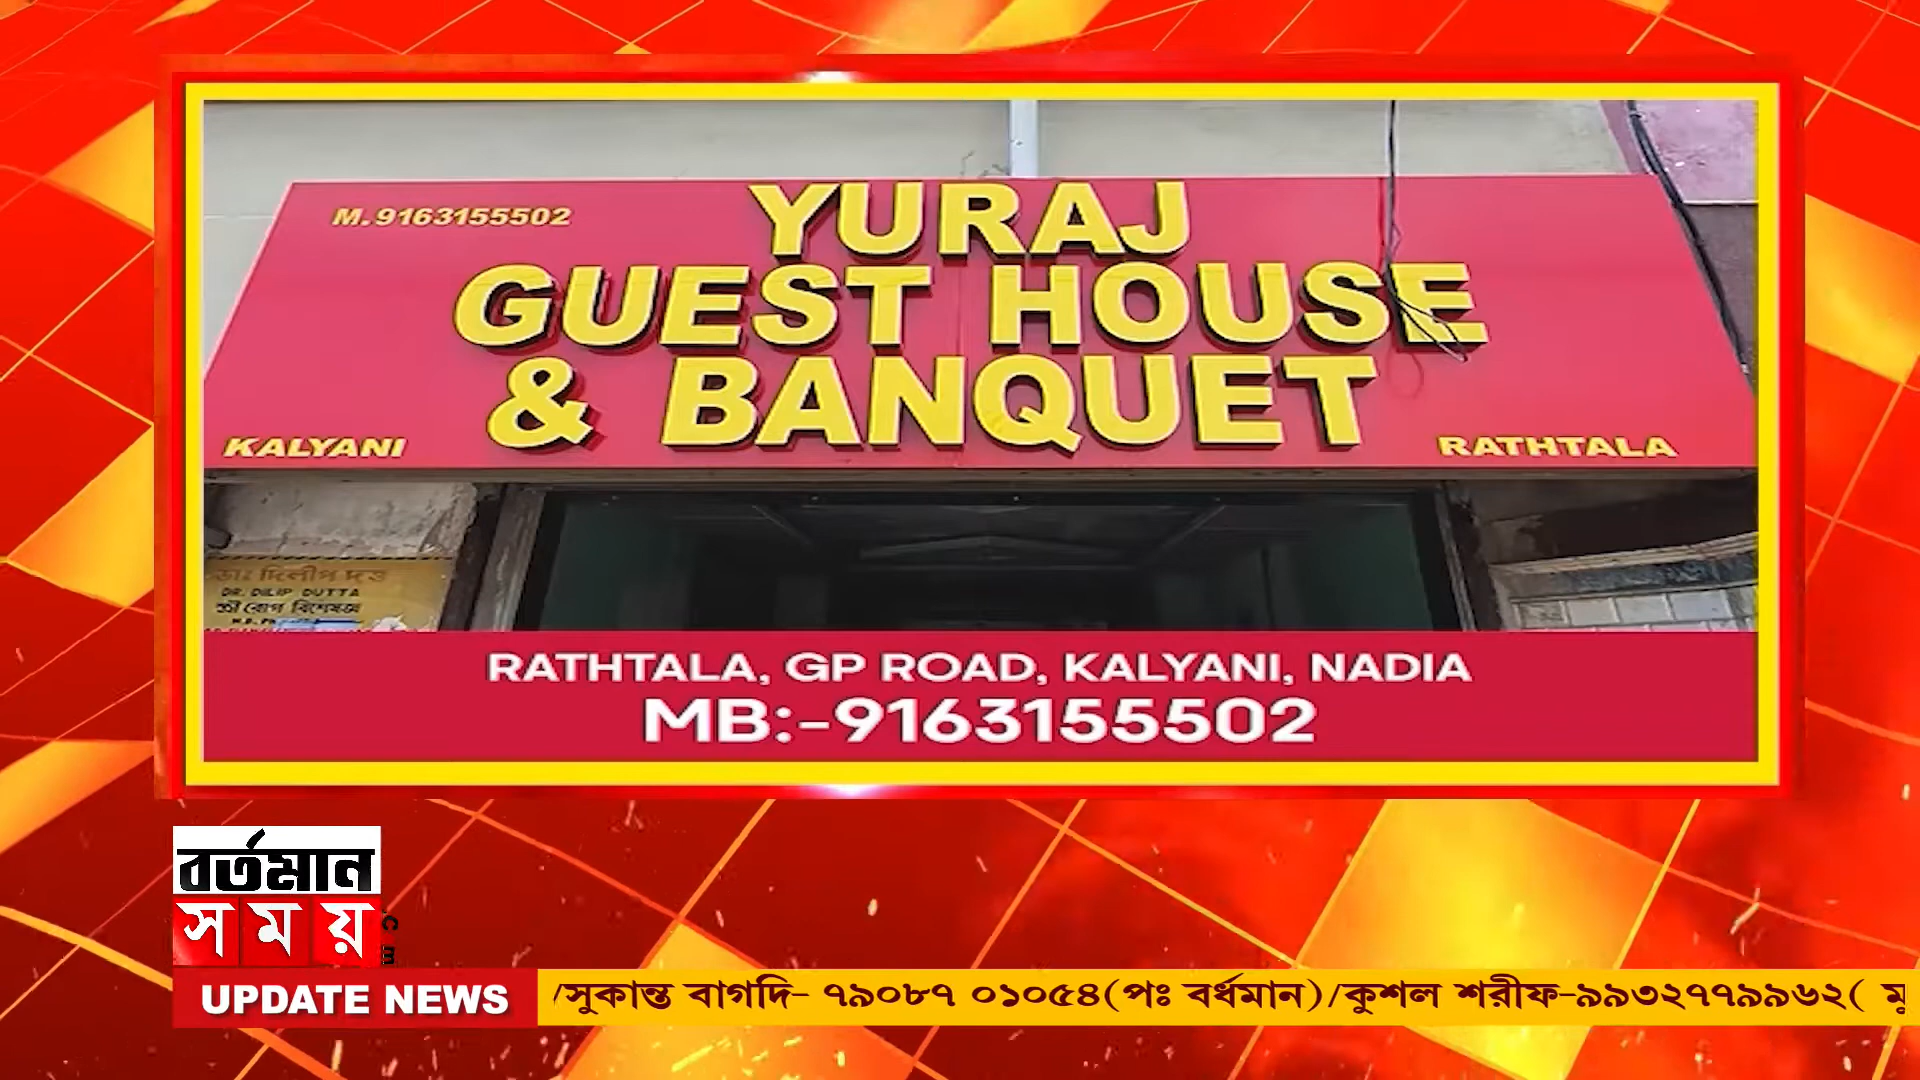 M. 9163155502
YURAJ
GUEST HOUSE
& BANQUET
KALYANI
RATHTALA
ডাঃ দিলীপ দত্ত
DR. DILIP DUTTA
স্ত্রী রোগ বিশেষজ্ঞ
RATHTALA, GP ROAD, KALYANI, NADIA
MB:-9163155502
বর্তমান
সময়
UPDATE NEWS
/সুকান্ত বাগদি- ৭৯০৮৭ ০১০৫৪(পঃ বর্ধমান)/কুশল শরীফ-৯৯৩২৭৭৯৯৬২( মু